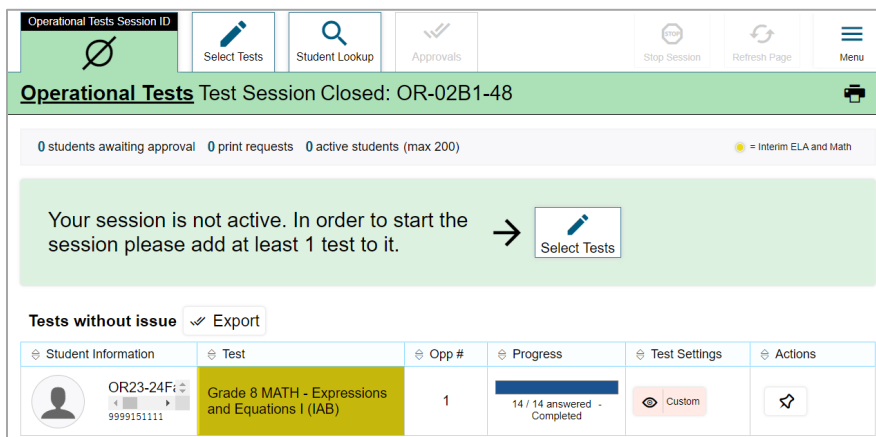 Operational Tests Session ID
Select Tests
Student Lookup
Approvals
STOP
Stop Session
Refresh Page
Menu
Operational Tests Test Session Closed: OR-02B1-48
0 students awaiting approval 0 print requests 0 active students (max 200)
= Interim ELA and Math
Your session is not active. In order to start the
session please add at least 1 test to it.
Select Tests
Tests without issue
Export
Student Information Test Opp # Progress Test Settings Actions
OR23-24Fa
9999151111
Grade 8 MATH - Expressions
and Equations I (IAB)
1
14 / 14 answered -
Completed
Custom